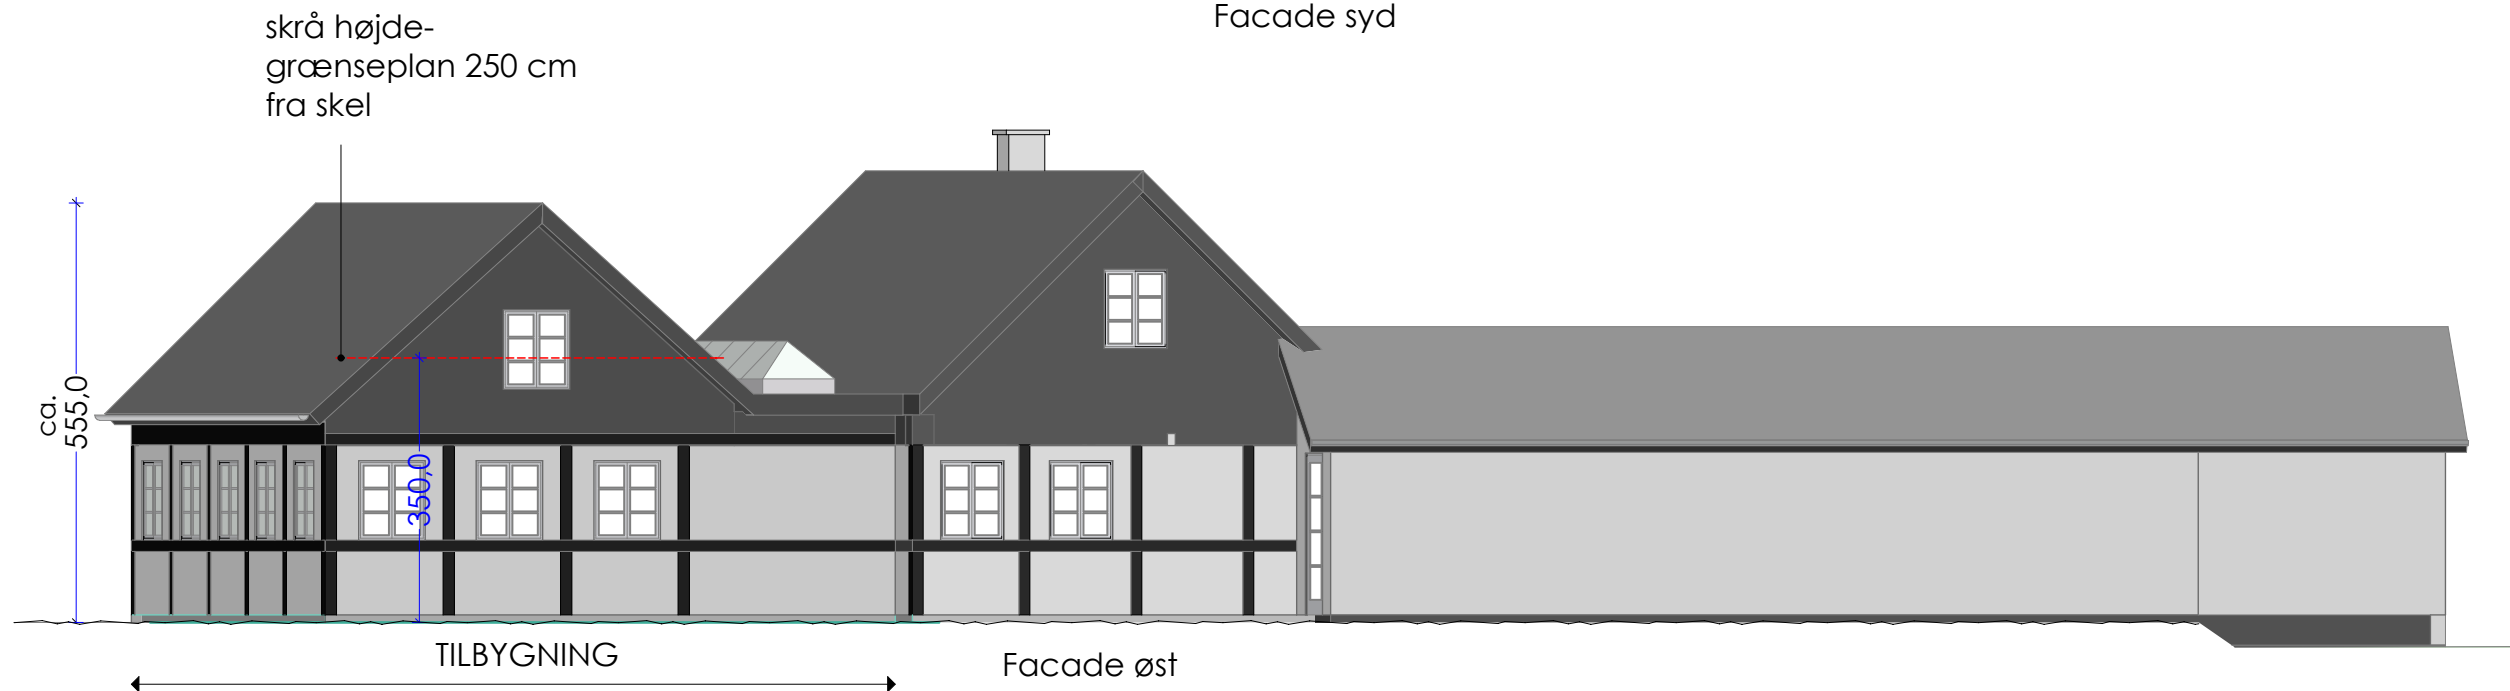 Facade syd
skrå højde-
grænseplan 250 cm
fra skel
ca.
555,0
350,0
TILBYGNING
Facade øst